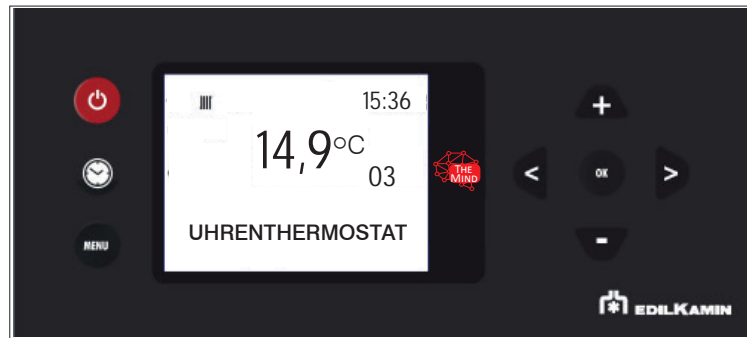 15:36
14,9°C
03
UHRENTHERMOSTAT
MENU
THE
MIND
+
< OK >
-
EDILKAMIN